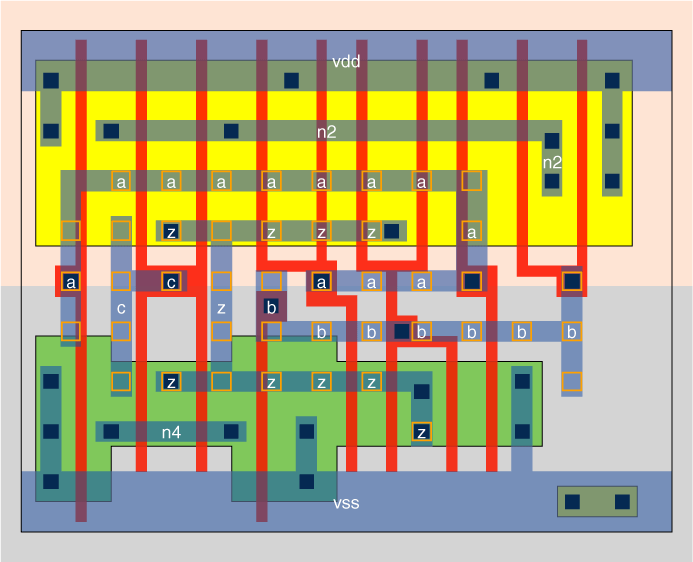 vdd
n2
n2
a a a a a a a
z z z z a
a c a a a
c z b
b b b b b b
z z z z
n4 z
vss